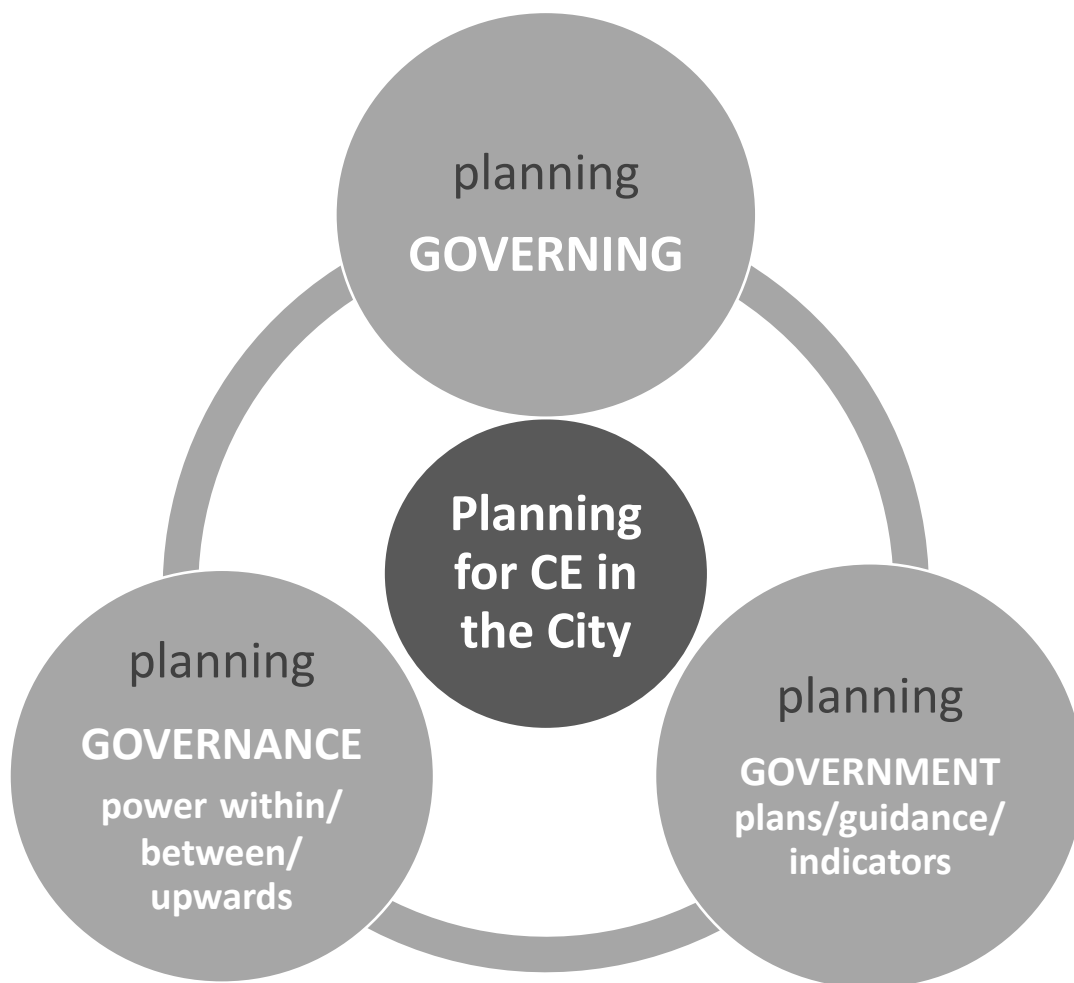 planning
GOVERNING
Planning
for CE in
the City
planning
GOVERNANCE
power within/
between/
upwards
planning
GOVERNMENT
plans/guidance/
indicators